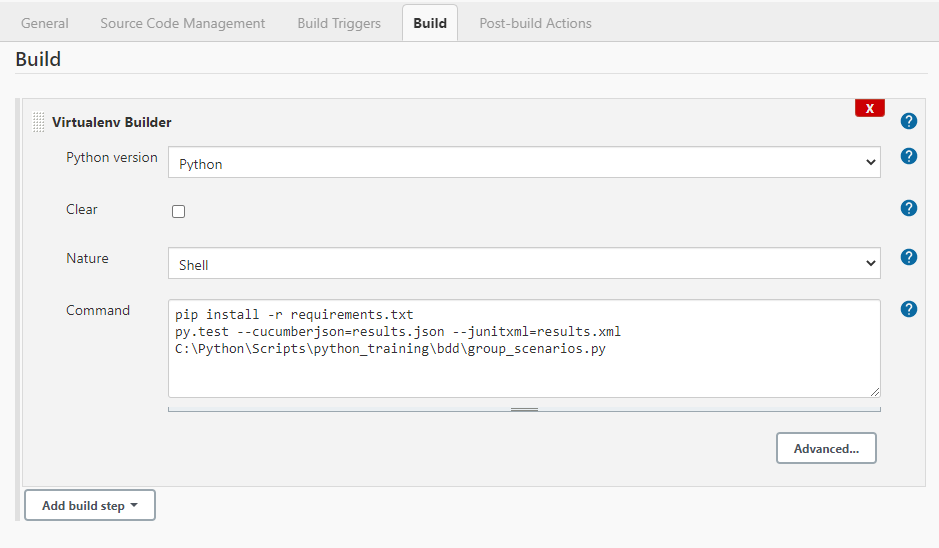 General Source Code Management Build Triggers Build Post-build Actions
Build
Virtualenv Builder
X
?
Python version Python ?
Clear ?
Nature Shell ?
Command ?
pip install -r requirements.txt
py.test --cucumberjson=results.json --junitxml=results.xml
C:\Python\Scripts\python_training\bdd\group_scenarios.py
Advanced...
Add build step